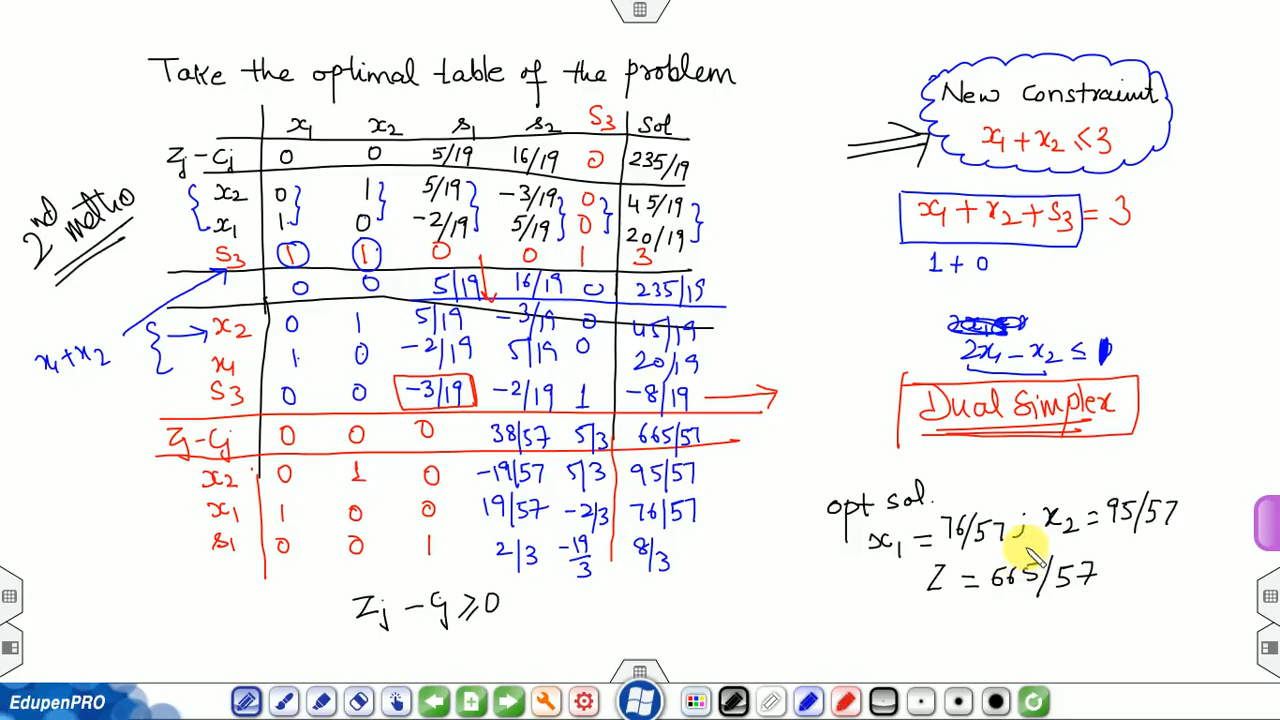 Take the optimal table of the problem
x₁ x₂ s₁ s₂ S₃ Sol
Zj - Cj 0 0 5/19 16/19 0 235/19
x₂ 0 1 5/19 -3/19 0 45/19
x₁ 1 0 -2/19 5/19 0 20/19
S₃ 1 1 0 0 1 3
0 0 5/19 16/19 0 235/19
x₂ 0 1 5/19 -3/19 0 45/19
x₁ 1 0 -2/19 5/19 0 20/19
S₃ 0 0 -3/19 -2/19 1 -8/19
Zj - Cj 0 0 0 38/57 5/3 665/57
x₂ 0 1 0 -19/57 5/3 95/57
x₁ 1 0 0 19/57 -2/3 76/57
s₁ 0 0 1 2/3 -19/3 8/3
Zj - Cj ≥ 0
2nd metho
x₁+x₂
New constraint
x₁ + x₂ ≤ 3
x₁ + x₂ + S₃ = 3
1 + 0
2x₁ - x₂ ≤
Dual Simplex
opt sol.
x₁ = 76/57 ; x₂ = 95/57
Z = 665/57
EdupenPRO